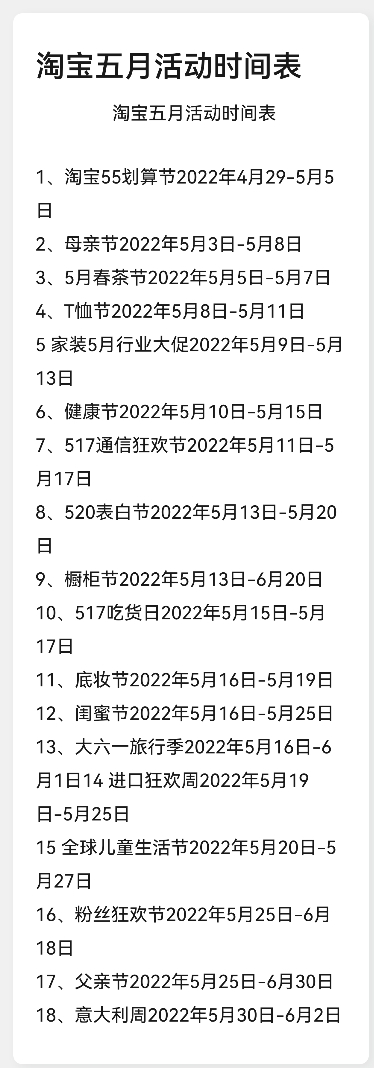 淘宝五月活动时间表
淘宝五月活动时间表
1、淘宝55划算节2022年4月29-5月5
日
2、母亲节2022年5月3日-5月8日
3、5月春茶节2022年5月5日-5月7日
4、T恤节2022年5月8日-5月11日
5 家装5月行业大促2022年5月9日-5月
13日
6、健康节2022年5月10日-5月15日
7、517通信狂欢节2022年5月11日-5
月17日
8、520表白节2022年5月13日-5月20
日
9、橱柜节2022年5月13日-6月20日
10、517吃货日2022年5月15日-5月
17日
11、底妆节2022年5月16日-5月19日
12、闺蜜节2022年5月16日-5月25日
13、大六一旅行季2022年5月16日-6
月1日14 进口狂欢周2022年5月19
日-5月25日
15 全球儿童生活节2022年5月20日-5
月27日
16、粉丝狂欢节2022年5月25日-6月
18日
17、父亲节2022年5月25日-6月30日
18、意大利周2022年5月30日-6月2日